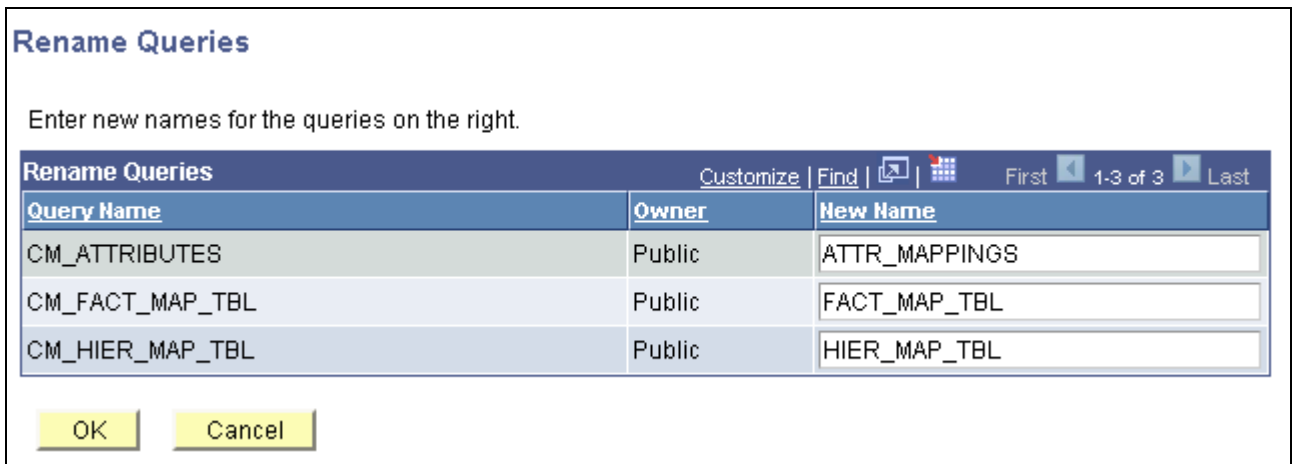 Rename Queries
Enter new names for the queries on the right.
Rename Queries Customize | Find | | First 1-3 of 3 Last
Query Name Owner New Name
CM_ATTRIBUTES Public ATTR_MAPPINGS
CM_FACT_MAP_TBL Public FACT_MAP_TBL
CM_HIER_MAP_TBL Public HIER_MAP_TBL
OK Cancel